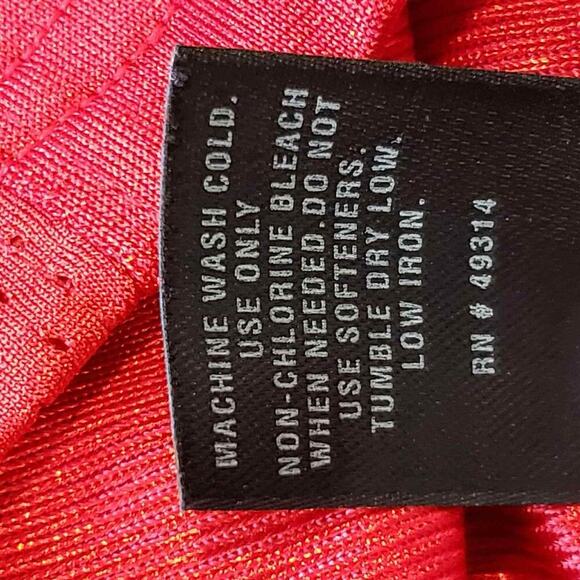 MACHINE WASH COLD.
USE ONLY
NON-CHLORINE BLEACH
WHEN NEEDED.DO NOT
USE SOFTENERS.
TUMBLE DRY LOW.
LOW IRON.
RN # 49314